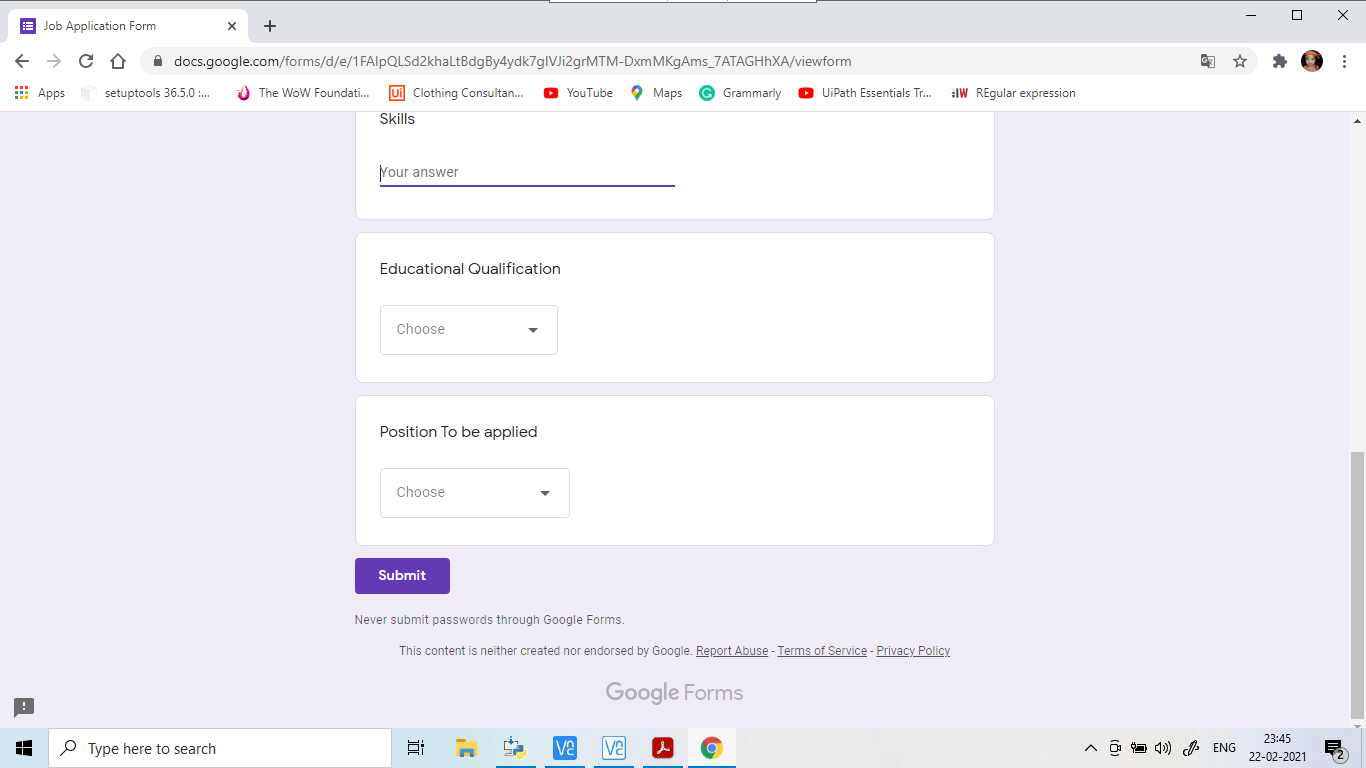 Job Application Form
docs.google.com/forms/d/e/1FAIpQLSd2khaLtBdgBy4ydk7gIVJi2grMTM-DxmMKgAms_7ATAGHhXA/viewform
Apps setuptools 36.5.0 :... The WoW Foundati... Ui Clothing Consultan... YouTube Maps Grammarly UiPath Essentials Tr... REgular expression
Skills
Your answer
Educational Qualification
Choose
Position To be applied
Choose
Submit
Never submit passwords through Google Forms.
This content is neither created nor endorsed by Google. Report Abuse - Terms of Service - Privacy Policy
Google Forms
Type here to search
ENG
23:45
22-02-2021
2